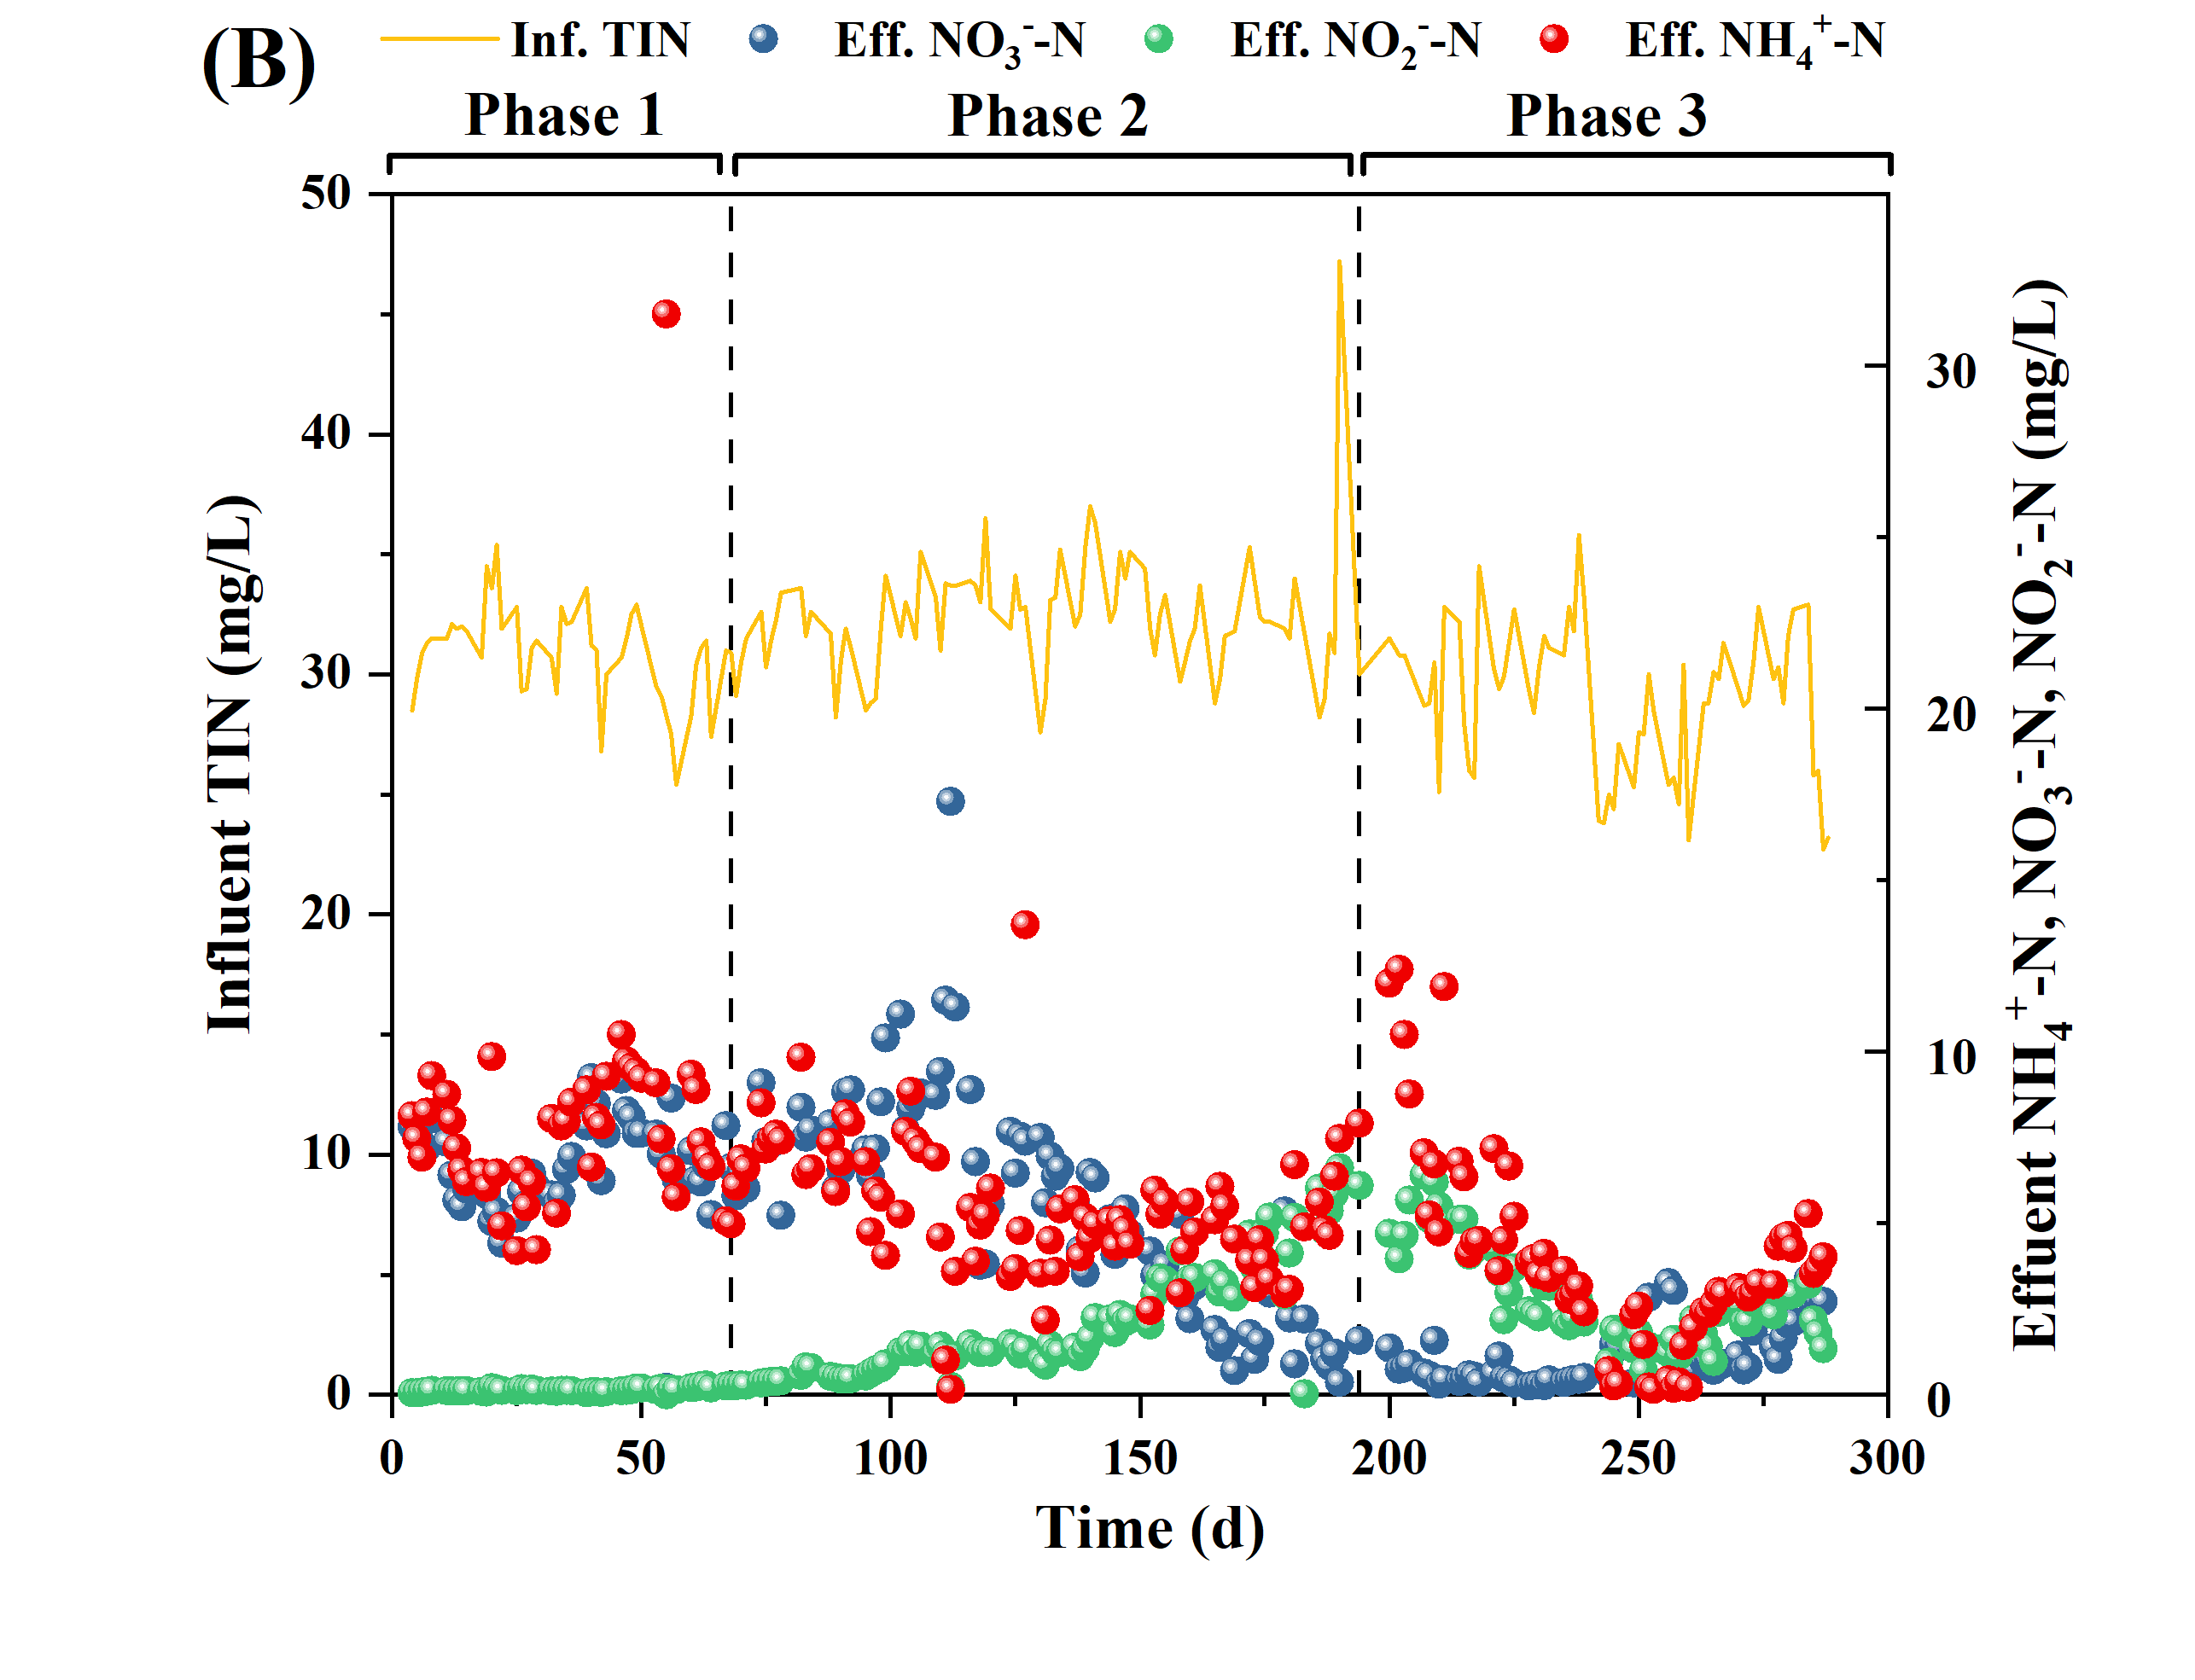 (B)
Inf. TIN Eff. NO₃⁻-N Eff. NO₂⁻-N Eff. NH₄⁺-N
Phase 1 Phase 2 Phase 3
Influent TIN (mg/L)
50
40
30
20
10
0
30
20
10
0
Effuent NH₄⁺-N, NO₃⁻-N, NO₂⁻-N (mg/L)
0 50 100 150 200 250 300
Time (d)